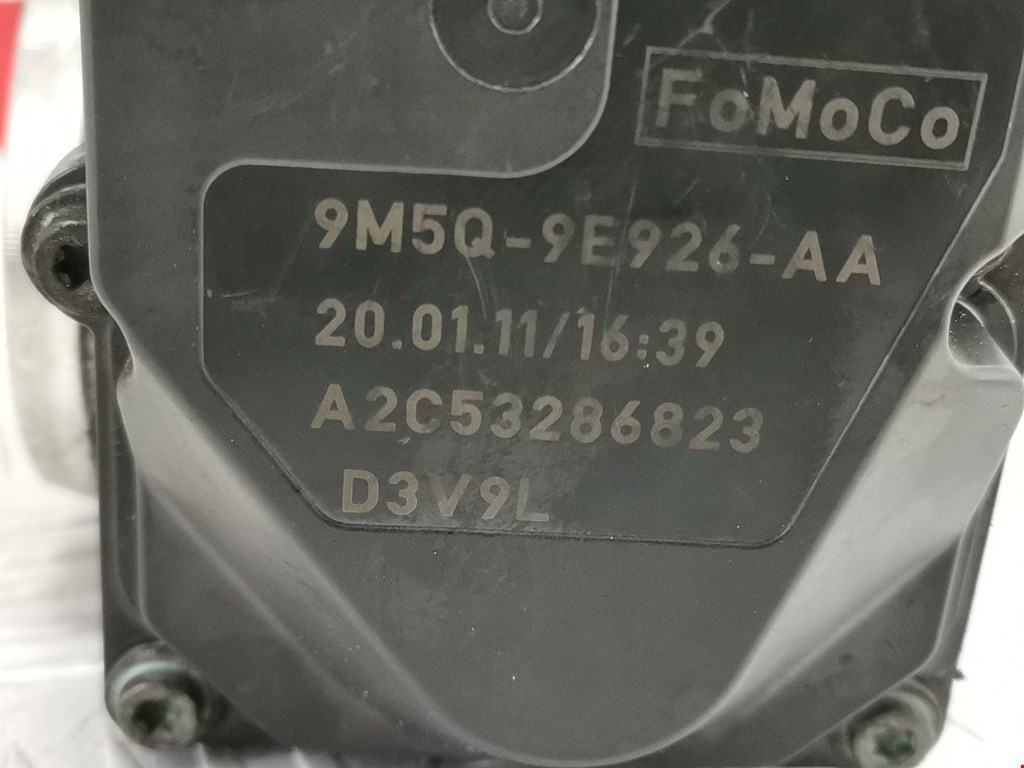 FoMoCo
9M5Q-9E926-AA
20.01.11/16:39
A2C53286823
D3V9L